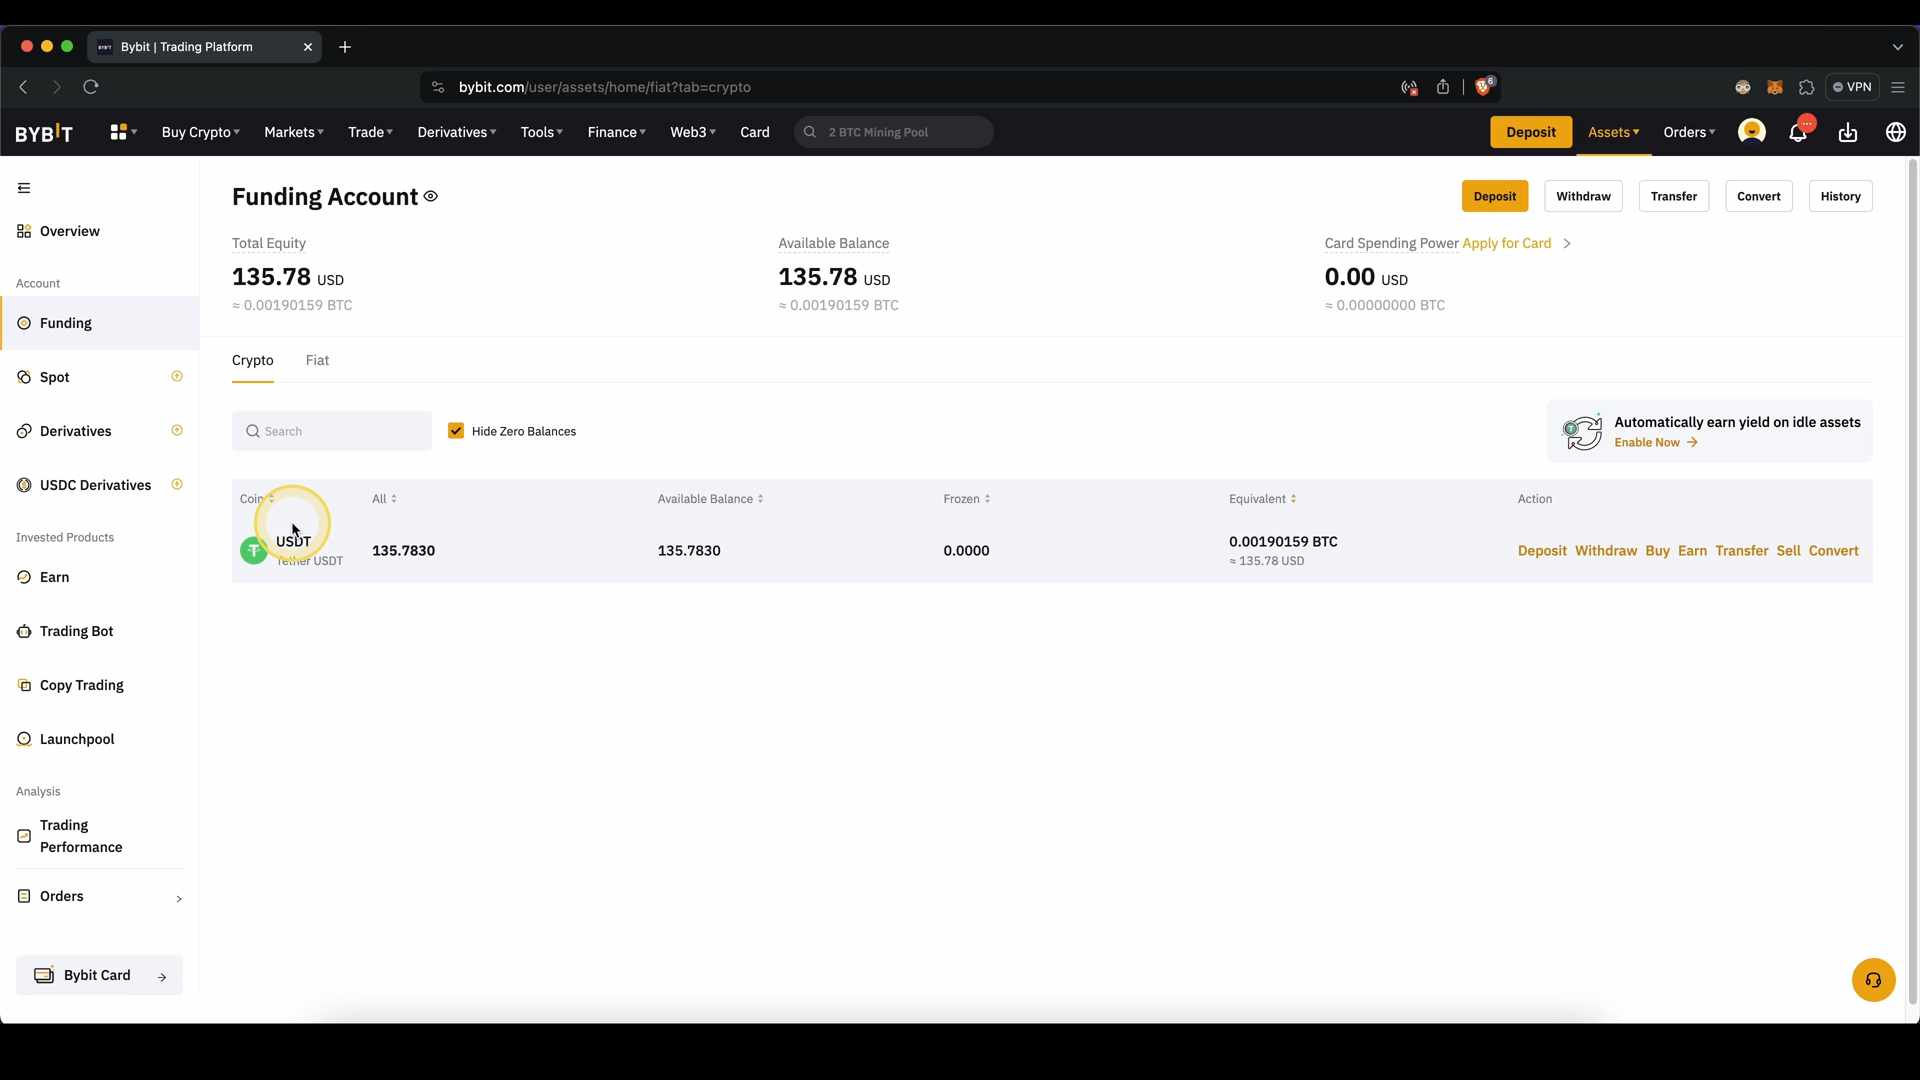 Bybit | Trading Platform
bybit.com/user/assets/home/fiat?tab=crypto
6
VPN
BYBIT
Buy Crypto
Markets
Trade
Derivatives
Tools
Finance
Web3
Card
2 BTC Mining Pool
Deposit
Assets
Orders
Overview
Account
Funding
Spot
Derivatives
USDC Derivatives
Invested Products
Earn
Trading Bot
Copy Trading
Launchpool
Analysis
Trading
Performance
Orders
Bybit Card
Funding Account
Deposit
Withdraw
Transfer
Convert
History
Total Equity
135.78 USD
≈ 0.00190159 BTC
Available Balance
135.78 USD
≈ 0.00190159 BTC
Card Spending Power Apply for Card
0.00 USD
≈ 0.00000000 BTC
Crypto
Fiat
Search
Hide Zero Balances
Automatically earn yield on idle assets
Enable Now →
Coin
All
Available Balance
Frozen
Equivalent
Action
USDT
Tether USDT
135.7830
135.7830
0.0000
0.00190159 BTC
≈ 135.78 USD
Deposit Withdraw Buy Earn Transfer Sell Convert